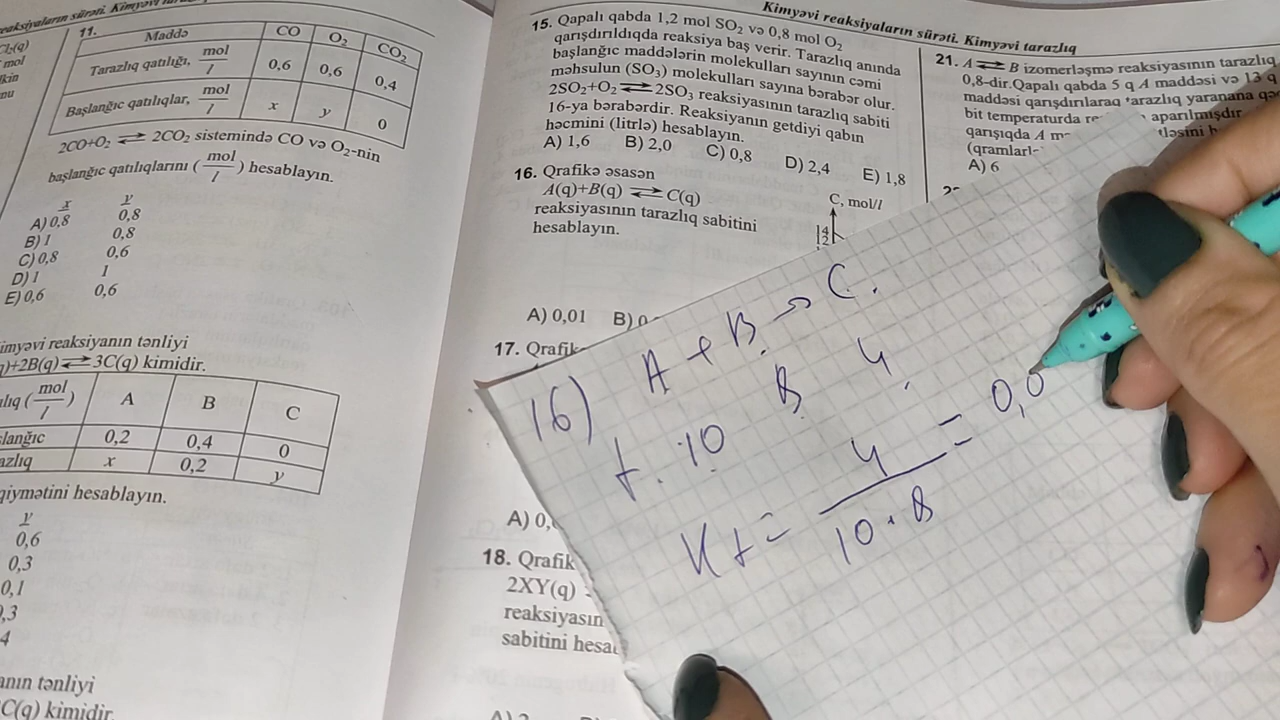 Kimyəvi reaksiyaların sürəti. Kimyəvi tarazlıq
11.
Maddə CO O₂ CO₂
Tarazlıq qatılığı, mol/l 0,6 0,6 0,4
Başlanğıc qatılıqlar, mol/l x y 0
2CO+O₂ ⇄ 2CO₂ sistemində CO və O₂-nin
başlanğıc qatılıqlarını (mol/l) hesablayın.
x y
A) 0,8 0,8
B) 1 0,8
C) 0,8 0,6
D) 1 1
E) 0,6 0,6
reaksiyanın tənliyi
+2B(q) ⇄ 3C(q) kimidir.
(mol/l) A B C
0,2 0,4 0
x 0,2 y
qiymətini hesablayın.
y
0,6
0,3
0,1
C(q) kimidir.
15. Qapalı qabda 1,2 mol SO₂ və 0,8 mol O₂
qarışdırıldıqda reaksiya baş verir. Tarazlıq anında
başlanğıc maddələrin molekulları sayının cəmi
məhsulun (SO₃) molekulları sayına bərabər olur.
2SO₂+O₂ ⇄ 2SO₃ reaksiyasının tarazlıq sabiti
16-ya bərabərdir. Reaksiyanın getdiyi qabın
həcmini (litrlə) hesablayın.
A) 1,6 B) 2,0 C) 0,8 D) 2,4 E) 1,8
16. Qrafikə əsasən
A(q)+B(q) ⇄ C(q)
reaksiyasının tarazlıq sabitini
hesablayın.
C, mol/l
14
12
A) 0,01 B)
17.
A)
18.
2XY(q)
sabitini
21. A ⇄ B izomerləşmə reaksiyasının tarazlıq
0,8-dir. Qapalı qabda 5 q A maddəsi və 13 q
maddəsi qarışdırılaraq tarazlıq yaranana
bit temperaturda aparılmışdır
qarışıqda A
A) 6
16) A + B → C.
t. 10 8 4
Kt = 4 / 10 · 8 = 0,0